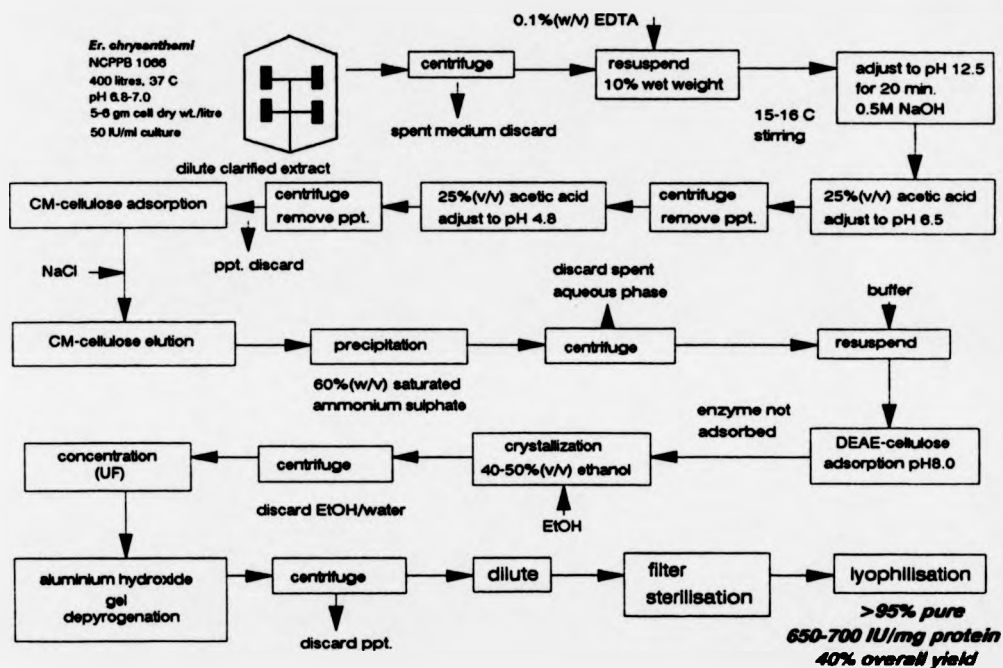 Er. chrysanthemi
NCPPB 1066
400 litres, 37 C
pH 6.8-7.0
5-6 gm cell dry wt./litre
50 IU/ml culture
centrifuge
spent medium discard
0.1%(w/v) EDTA
resuspend
10% wet weight
15-16 C
stirring
adjust to pH 12.5
for 20 min.
0.5M NaOH
25%(v/v) acetic acid
adjust to pH 6.5
centrifuge
remove ppt.
25%(v/v) acetic acid
adjust to pH 4.8
centrifuge
remove ppt.
dilute clarified extract
ppt. discard
CM-cellulose adsorption
NaCl
CM-cellulose elution
precipitation
60%(w/v) saturated
ammonium sulphate
discard spent
aqueous phase
centrifuge
buffer
resuspend
DEAE-cellulose
adsorption pH8.0
enzyme not
adsorbed
crystallization
40-50%(v/v) ethanol
EtOH
centrifuge
discard EtOH/water
concentration
(UF)
aluminium hydroxide
gel
depyrogenation
centrifuge
discard ppt.
dilute
filter
sterilisation
lyophilisation
>95% pure
650-700 IU/mg protein
40% overall yield